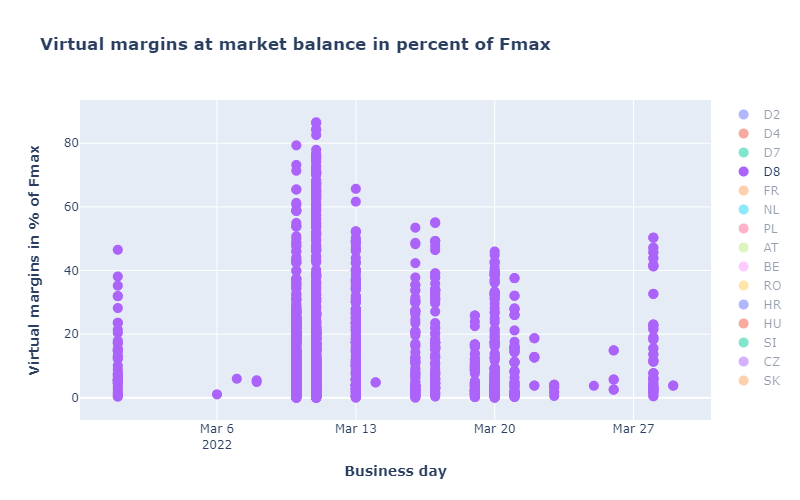 Virtual margins at market balance in percent of Fmax
Virtual margins in % of Fmax
80
60
40
20
0
Mar 6
2022
Mar 13
Mar 20
Mar 27
Business day
D2
D4
D7
D8
FR
NL
PL
AT
BE
RO
HR
HU
SI
CZ
SK